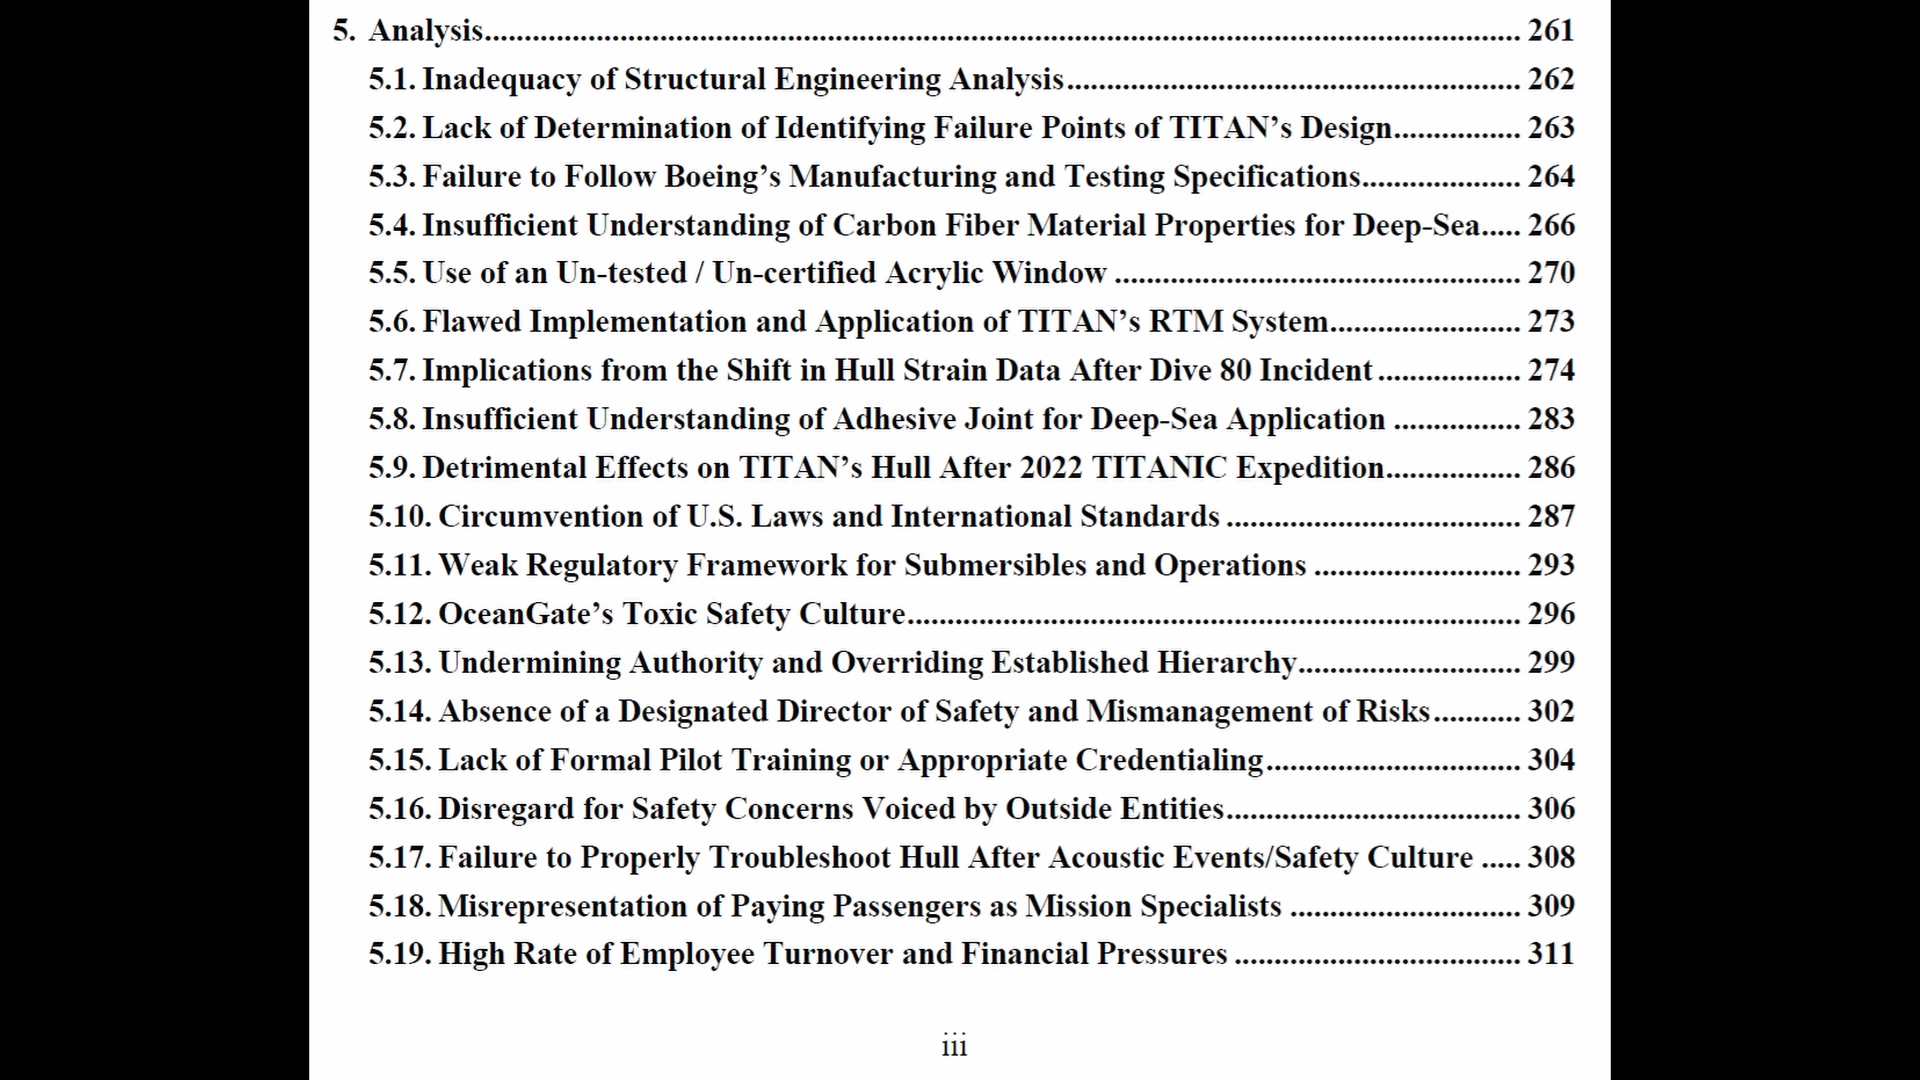 5. Analysis.......... 261
5.1. Inadequacy of Structural Engineering Analysis.......... 262
5.2. Lack of Determination of Identifying Failure Points of TITAN’s Design.......... 263
5.3. Failure to Follow Boeing’s Manufacturing and Testing Specifications.......... 264
5.4. Insufficient Understanding of Carbon Fiber Material Properties for Deep-Sea..... 266
5.5. Use of an Un-tested / Un-certified Acrylic Window .......... 270
5.6. Flawed Implementation and Application of TITAN’s RTM System.......... 273
5.7. Implications from the Shift in Hull Strain Data After Dive 80 Incident .......... 274
5.8. Insufficient Understanding of Adhesive Joint for Deep-Sea Application .......... 283
5.9. Detrimental Effects on TITAN’s Hull After 2022 TITANIC Expedition.......... 286
5.10. Circumvention of U.S. Laws and International Standards .......... 287
5.11. Weak Regulatory Framework for Submersibles and Operations .......... 293
5.12. OceanGate’s Toxic Safety Culture.......... 296
5.13. Undermining Authority and Overriding Established Hierarchy.......... 299
5.14. Absence of a Designated Director of Safety and Mismanagement of Risks.......... 302
5.15. Lack of Formal Pilot Training or Appropriate Credentialing.......... 304
5.16. Disregard for Safety Concerns Voiced by Outside Entities.......... 306
5.17. Failure to Properly Troubleshoot Hull After Acoustic Events/Safety Culture ..... 308
5.18. Misrepresentation of Paying Passengers as Mission Specialists .......... 309
5.19. High Rate of Employee Turnover and Financial Pressures .......... 311
iii